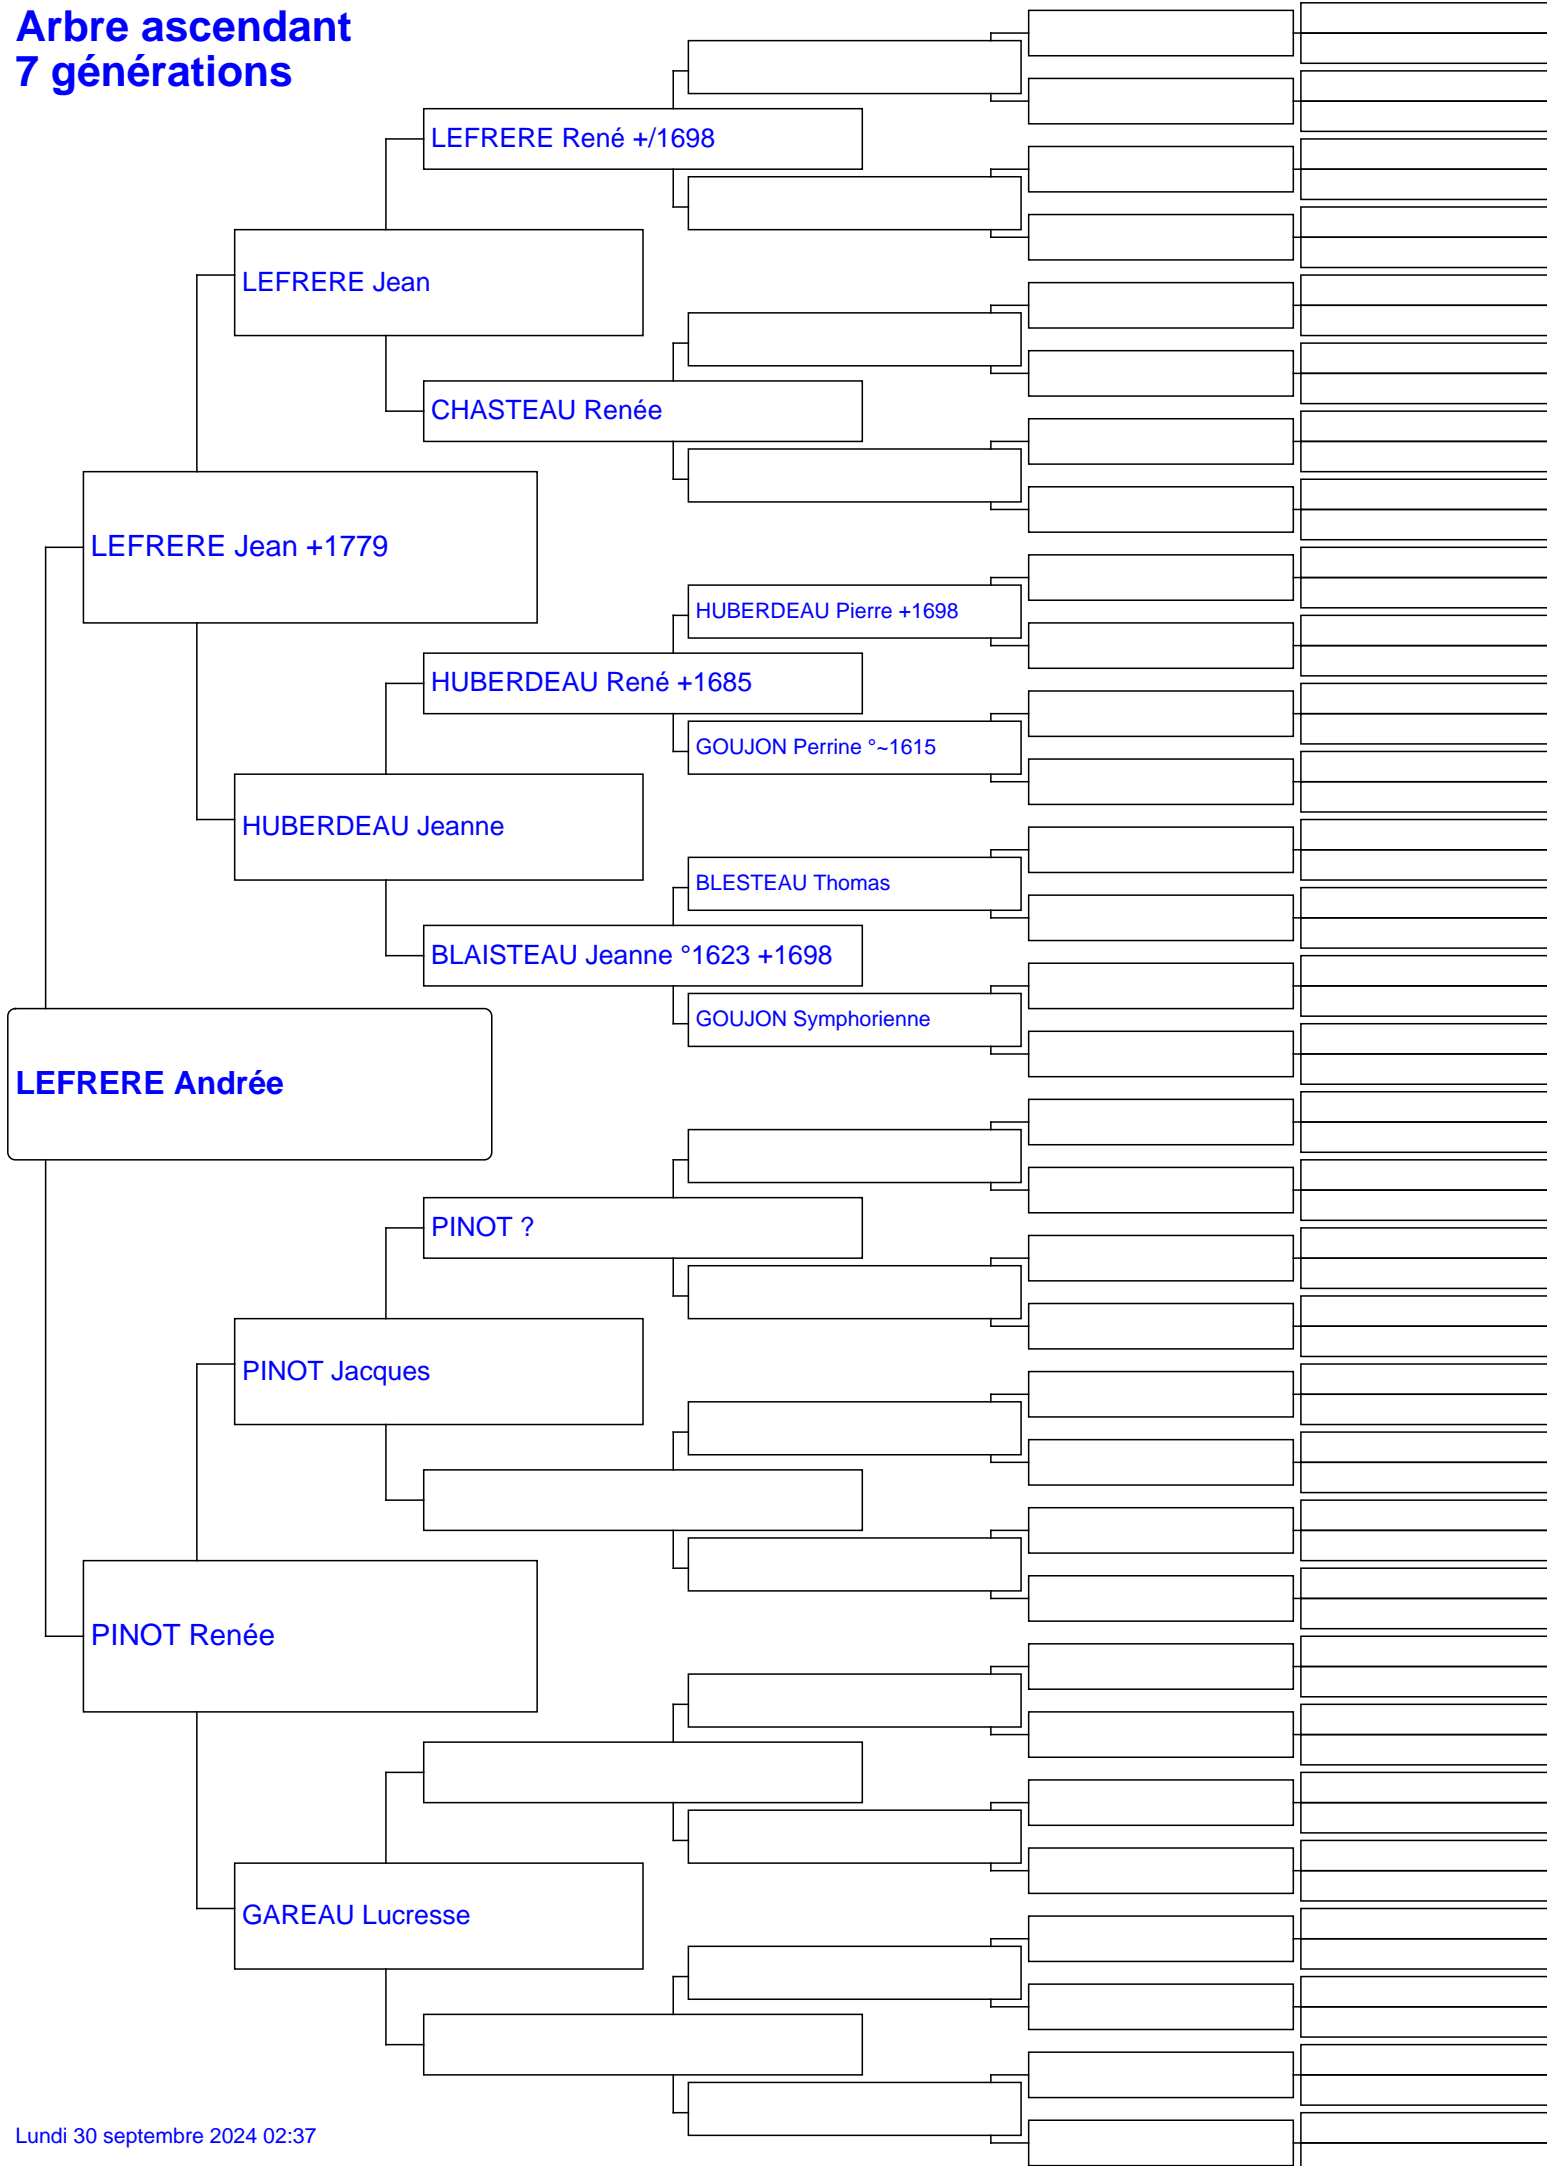 Arbre ascendant
7 générations
LEFRERE René +/1698
LEFRERE Jean
CHASTEAU Renée
LEFRERE Jean +1779
HUBERDEAU Pierre +1698
HUBERDEAU René +1685
GOUJON Perrine °~1615
HUBERDEAU Jeanne
BLESTEAU Thomas
BLAISTEAU Jeanne °1623 +1698
GOUJON Symphorienne
LEFRERE Andrée
PINOT ?
PINOT Jacques
PINOT Renée
GAREAU Lucresse
Lundi 30 septembre 2024 02:37